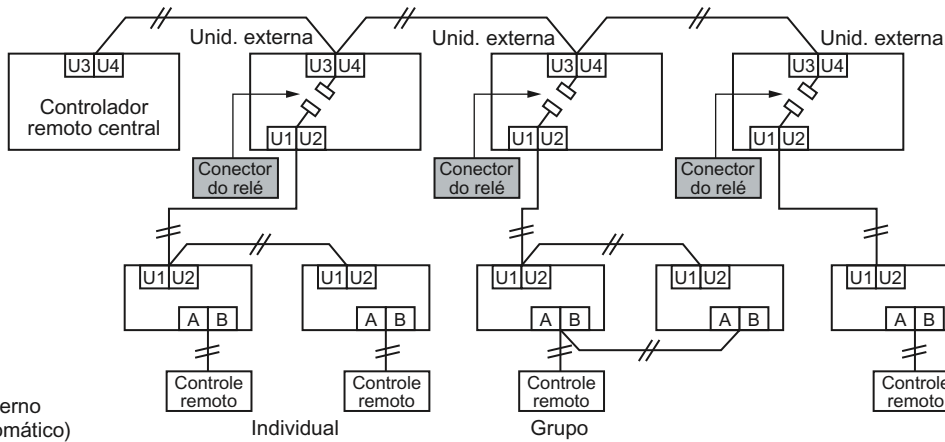 Unid. externa
Unid. externa
Unid. externa
U3 U4
U3 U4
U3 U4
U3 U4
Controlador
remoto central
U1 U2
U1 U2
U1 U2
Conector
do relé
Conector
do relé
Conector
do relé
U1 U2
U1 U2
U1 U2
U1 U2
U1 U2
A B
A B
A B
A B
A B
Controle
remoto
Controle
remoto
Controle
remoto
Controle
remoto
Individual
Grupo